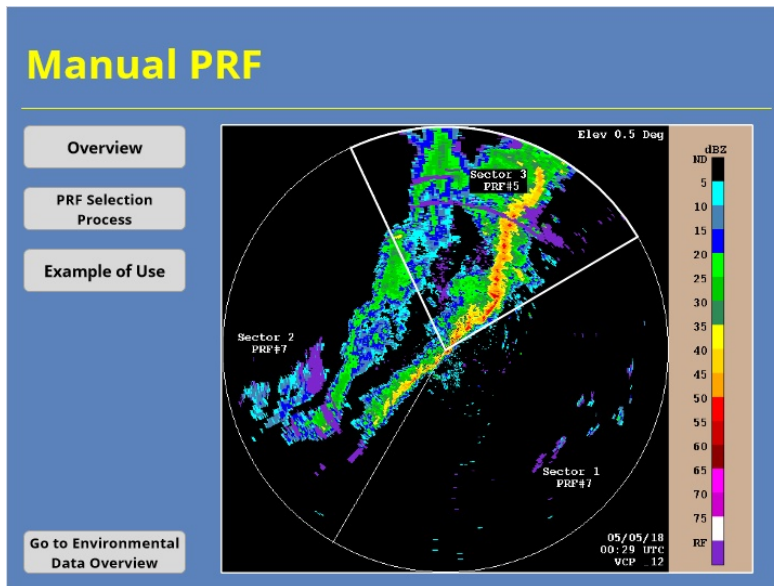 Manual PRF
Overview
PRF Selection
Process
Example of Use
Go to Environmental
Data Overview
Elev 0.5 Deg
Sector 3
PRF#5
Sector 2
PRF#7
Sector 1
PRF#7
05/05/18
00:29 UTC
VCP 12
dBZ
ND
5
10
15
20
25
30
35
40
45
50
55
60
65
70
75
RF